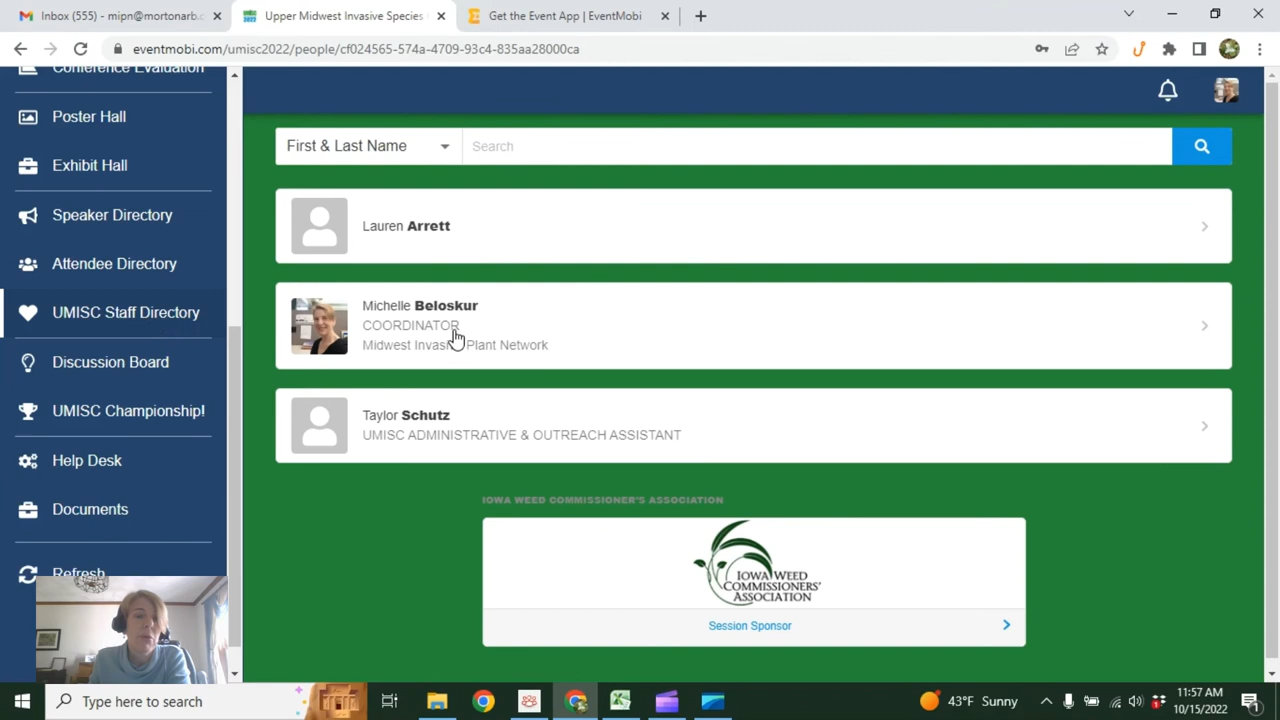 Inbox (555) - mipn@mortonarb.c
Upper Midwest Invasive Species
Get the Event App | EventMobi
eventmobi.com/umisc2022/people/cf024565-574a-4709-93c4-835aa28000ca
Conference Evaluation
Poster Hall
Exhibit Hall
Speaker Directory
Attendee Directory
UMISC Staff Directory
Discussion Board
UMISC Championship!
Help Desk
Documents
Refresh
First & Last Name
Search
Lauren Arrett
Michelle Beloskur
COORDINATOR
Midwest Invasive Plant Network
Taylor Schutz
UMISC ADMINISTRATIVE & OUTREACH ASSISTANT
IOWA WEED COMMISSIONER'S ASSOCIATION
IOWA WEED
COMMISSIONERS'
ASSOCIATION
Session Sponsor
Type here to search
43°F Sunny
11:57 AM
10/15/2022
1